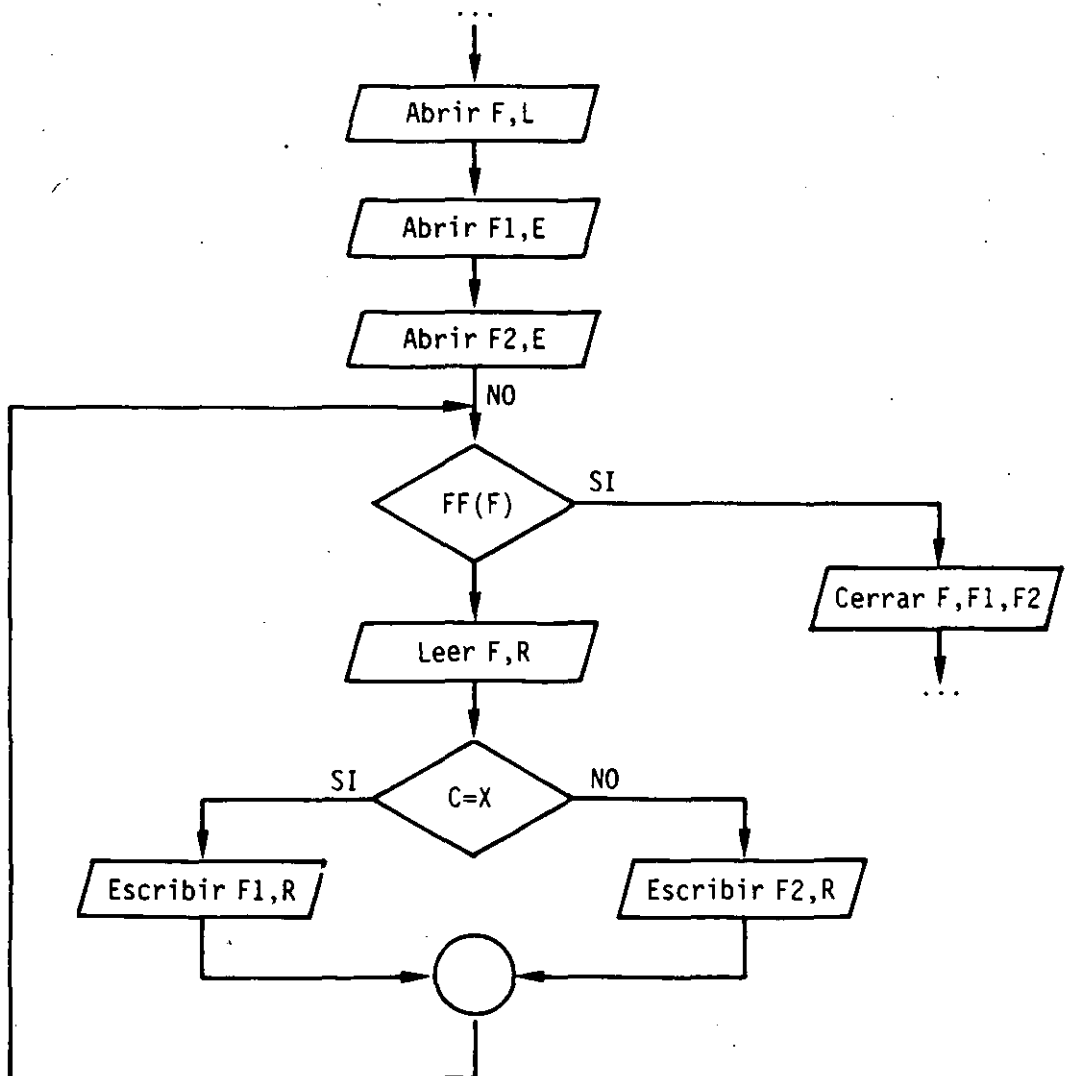 ...
Abrir F,L
Abrir F1,E
Abrir F2,E
NO
FF(F)
SI
Cerrar F,F1,F2
...
Leer F,R
SI
C=X
NO
Escribir F1,R
Escribir F2,R